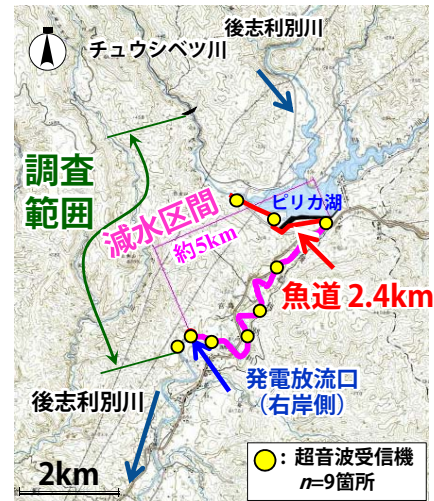 後志利別川
チュウシベツ川
調査
範囲
ピリカ湖
減水区間
約5km
魚道 2.4km
発電放流口
（右岸側）
後志利別川
2km
：超音波受信機
n=9箇所